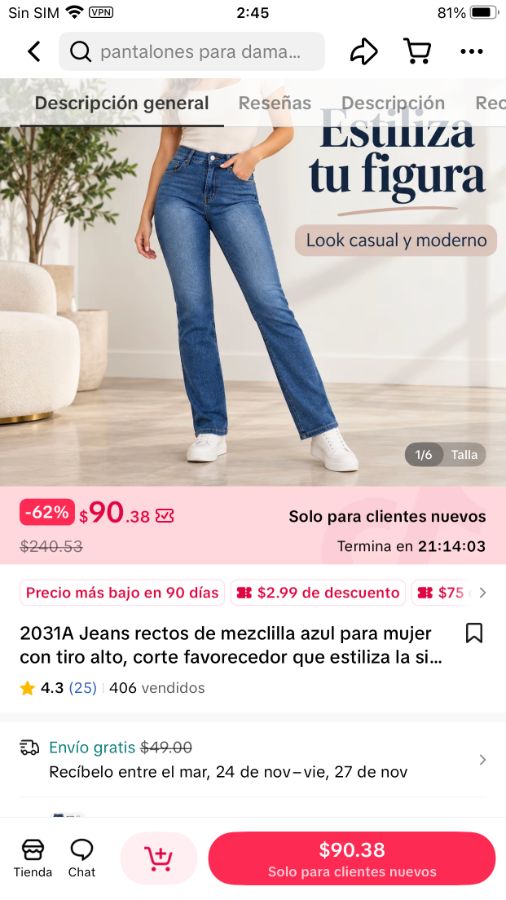 Sin SIM VPN 2:45 81%
pantalones para dama...
Descripción general Reseñas Descripción Rec
Estiliza
tu figura
Look casual y moderno
1/6 Talla
-62% $90.38 Solo para clientes nuevos
$240.53 Termina en 21:14:03
Precio más bajo en 90 días $2.99 de descuento $75
2031A Jeans rectos de mezclilla azul para mujer
con tiro alto, corte favorecedor que estiliza la si...
4.3 (25) 406 vendidos
Envío gratis $49.00
Recíbelo entre el mar, 24 de nov–vie, 27 de nov
Tienda Chat
$90.38
Solo para clientes nuevos